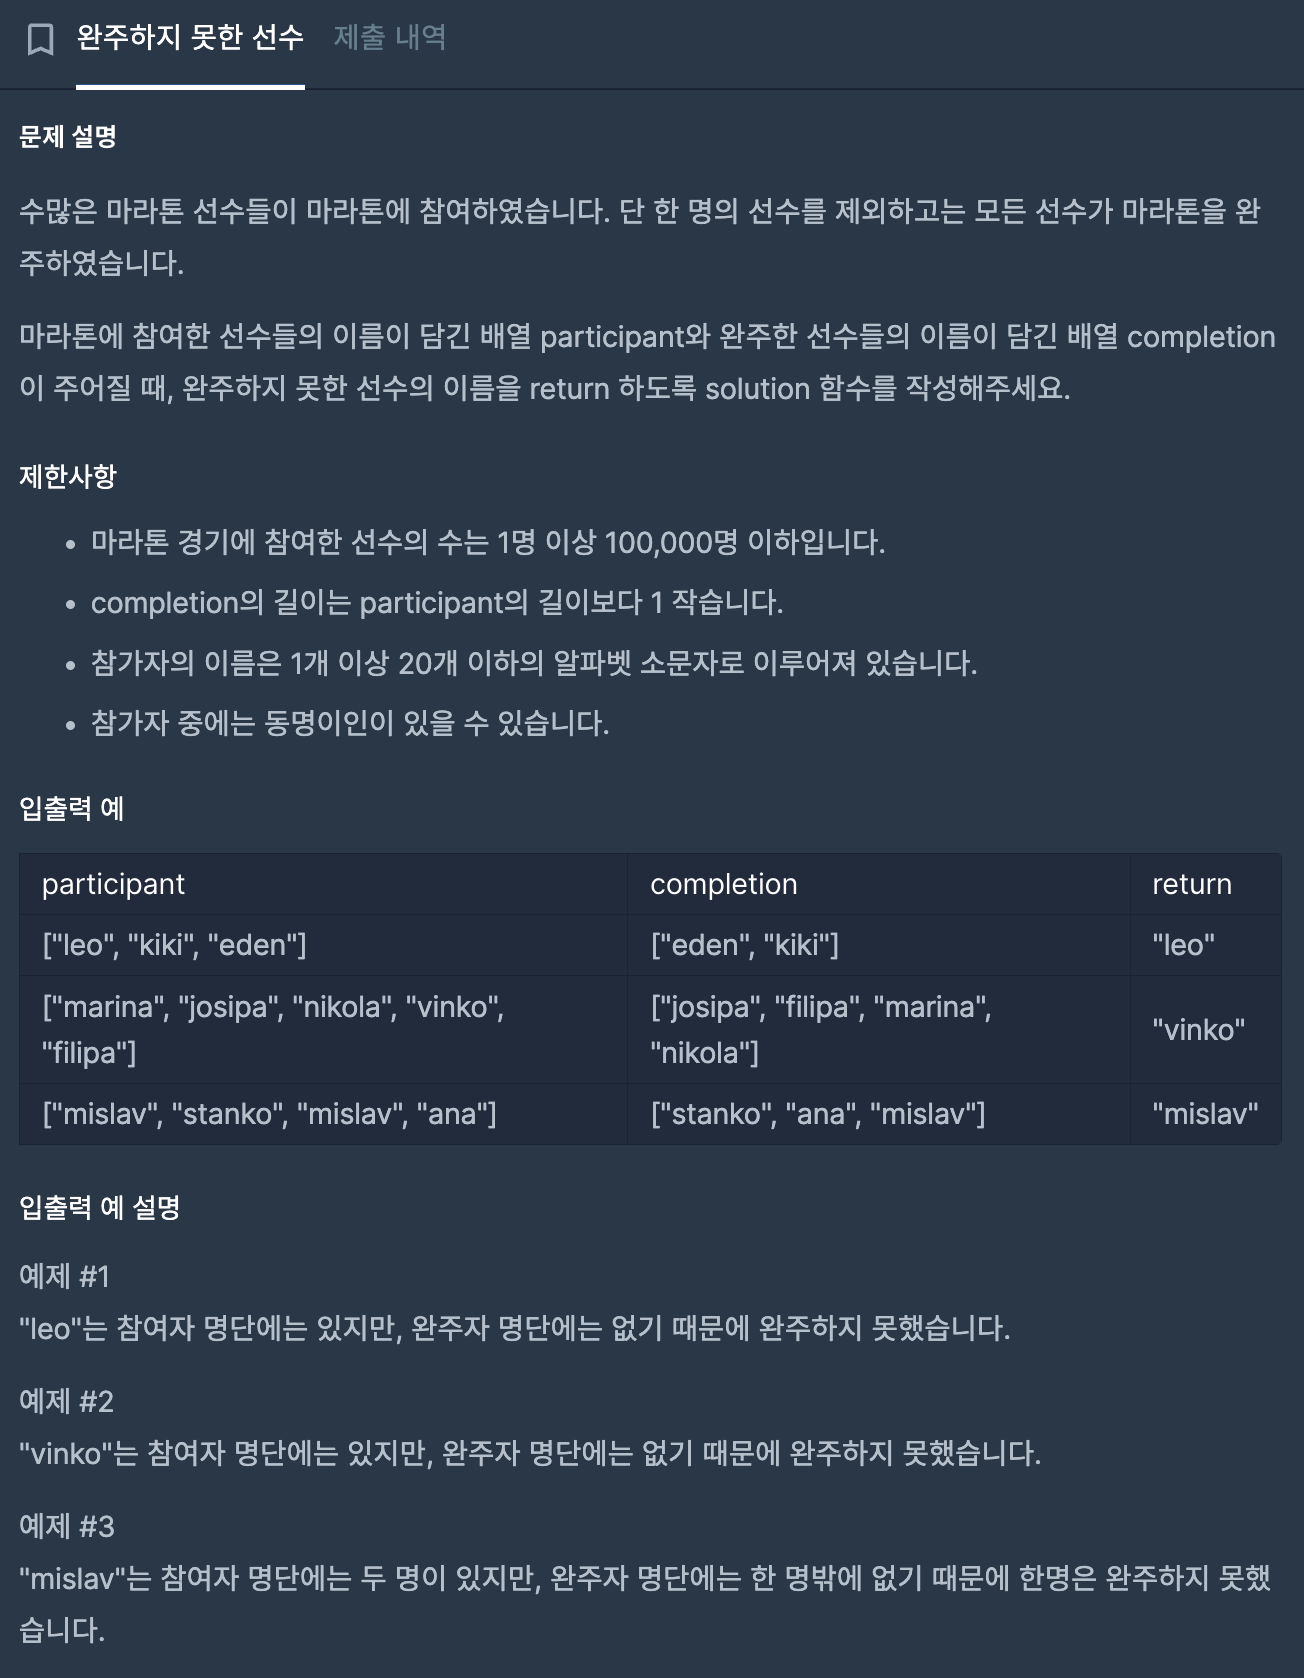 완주하지 못한 선수 제출 내역
문제 설명
수많은 마라톤 선수들이 마라톤에 참여하였습니다. 단 한 명의 선수를 제외하고는 모든 선수가 마라톤을 완
주하였습니다.
마라톤에 참여한 선수들의 이름이 담긴 배열 participant와 완주한 선수들의 이름이 담긴 배열 completion
이 주어질 때, 완주하지 못한 선수의 이름을 return 하도록 solution 함수를 작성해주세요.
제한사항
• 마라톤 경기에 참여한 선수의 수는 1명 이상 100,000명 이하입니다.
• completion의 길이는 participant의 길이보다 1 작습니다.
• 참가자의 이름은 1개 이상 20개 이하의 알파벳 소문자로 이루어져 있습니다.
• 참가자 중에는 동명이인이 있을 수 있습니다.
입출력 예
participant completion return
["leo", "kiki", "eden"] ["eden", "kiki"] "leo"
["marina", "josipa", "nikola", "vinko", ["josipa", "filipa", "marina",
"filipa"] "nikola"] "vinko"
["mislav", "stanko", "mislav", "ana"] ["stanko", "ana", "mislav"] "mislav"
입출력 예 설명
예제 #1
"leo"는 참여자 명단에는 있지만, 완주자 명단에는 없기 때문에 완주하지 못했습니다.
예제 #2
"vinko"는 참여자 명단에는 있지만, 완주자 명단에는 없기 때문에 완주하지 못했습니다.
예제 #3
"mislav"는 참여자 명단에는 두 명이 있지만, 완주자 명단에는 한 명밖에 없기 때문에 한명은 완주하지 못했
습니다.